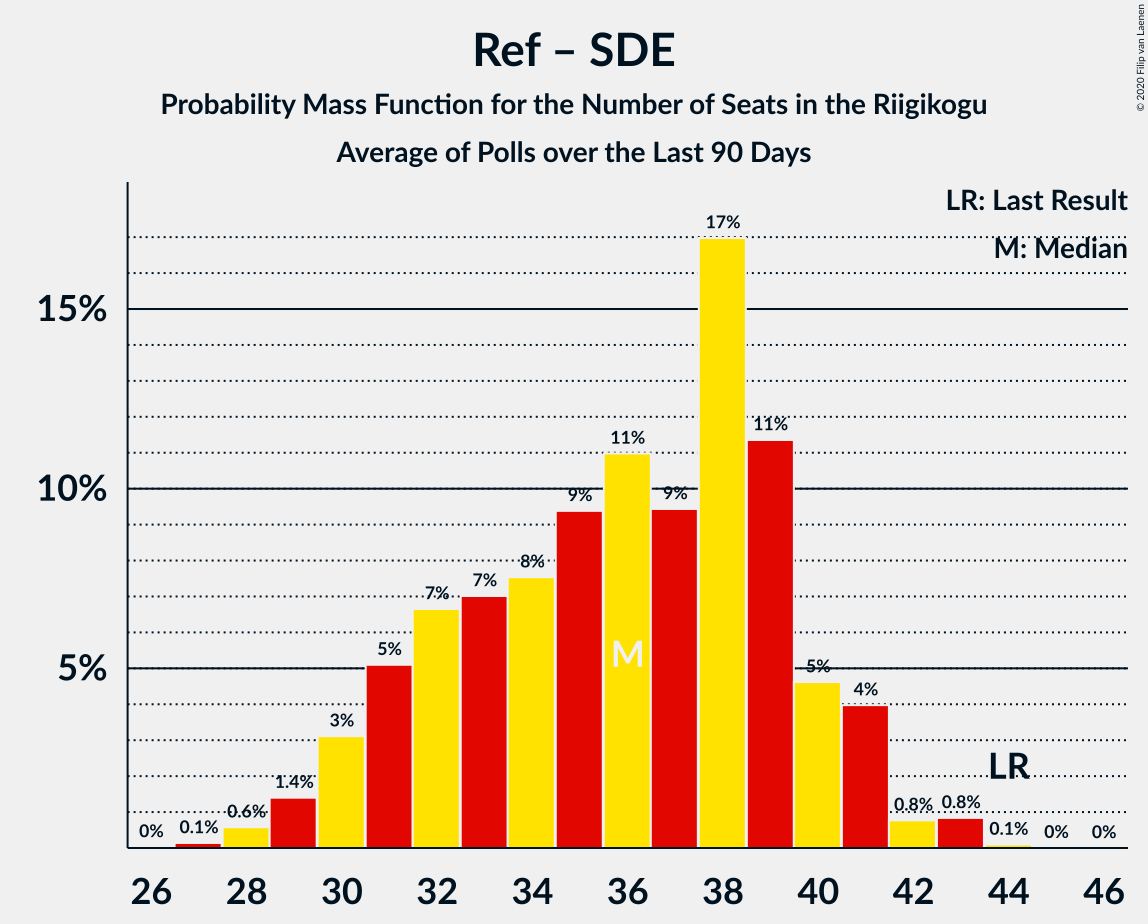 Ref – SDE
Probability Mass Function for the Number of Seats in the Riigikogu
Average of Polls over the Last 90 Days
© 2020 Filip van Laenen
LR: Last Result
M: Median
15%
10%
5%
0%
0.1%
0.6%
1.4%
3%
5%
7%
7%
8%
9%
11%
9%
17%
11%
5%
4%
0.8%
0.8%
0.1%
0%
0%
M
LR
26 28 30 32 34 36 38 40 42 44 46